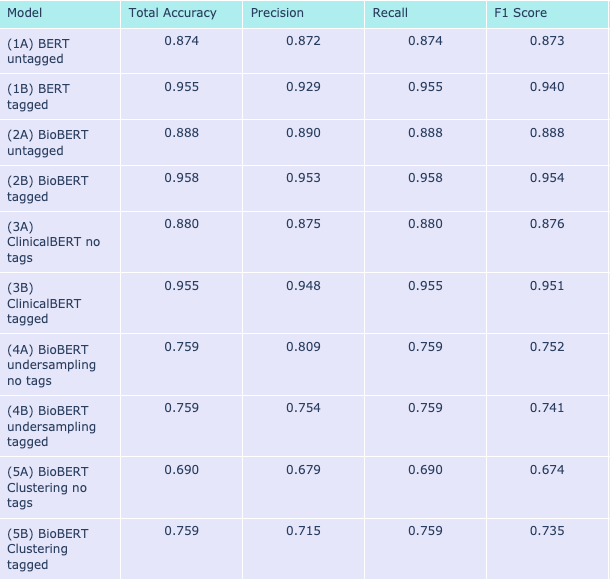 Model Total Accuracy Precision Recall F1 Score
(1A) BERT 0.874 0.872 0.874 0.873
untagged
(1B) BERT 0.955 0.929 0.955 0.940
tagged
(2A) BioBERT 0.888 0.890 0.888 0.888
untagged
(2B) BioBERT 0.958 0.953 0.958 0.954
tagged
(3A) 0.880 0.875 0.880 0.876
ClinicalBERT no
tags
(3B) 0.955 0.948 0.955 0.951
ClinicalBERT
tagged
(4A) BioBERT 0.759 0.809 0.759 0.752
undersampling
no tags
(4B) BioBERT 0.759 0.754 0.759 0.741
undersampling
tagged
(5A) BioBERT 0.690 0.679 0.690 0.674
Clustering no
tags
(5B) BioBERT 0.759 0.715 0.759 0.735
Clustering
tagged